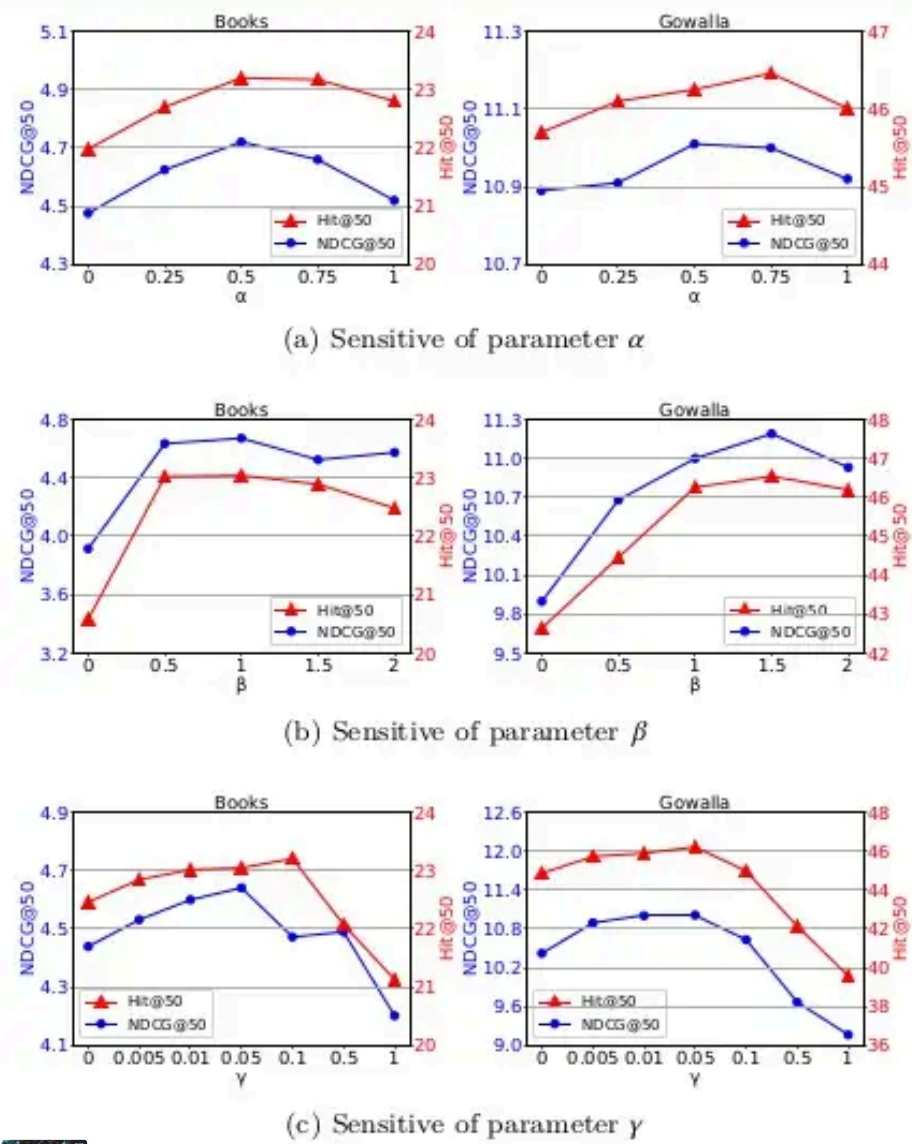 Books
Gowalla
5.1
4.9
4.7
4.5
4.3
NDCG@50
24
23
22
21
20
Hit@50
Hit@50
NDCG@50
0 0.25 0.5 0.75 1
α
11.3
11.1
10.9
10.7
NDCG@50
47
46
45
44
Hit@50
Hit@50
NDCG@50
0 0.25 0.5 0.75 1
α
(a) Sensitive of parameter α
Books
Gowalla
4.8
4.4
4.0
3.6
3.2
NDCG@50
24
23
22
21
20
Hit@50
Hit@50
NDCG@50
0 0.5 1 1.5 2
β
11.3
11.0
10.7
10.4
10.1
9.8
9.5
NDCG@50
48
47
46
45
44
43
42
Hit@50
Hit@50
NDCG@50
0 0.5 1 1.5 2
β
(b) Sensitive of parameter β
Books
Gowalla
4.9
4.7
4.5
4.3
4.1
NDCG@50
24
23
22
21
20
Hit@50
Hit@50
NDCG@50
0 0.005 0.01 0.05 0.1 0.5 1
γ
12.6
12.0
11.4
10.8
10.2
9.6
9.0
NDCG@50
48
46
44
42
40
38
36
Hit@50
Hit@50
NDCG@50
0 0.005 0.01 0.05 0.1 0.5 1
γ
(c) Sensitive of parameter γ